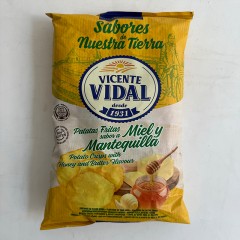 Sabores
de
Nuestra Tierra
VICENTE
VIDAL
desde
1931
Patatas Fritas
sabor a
Miel y
Mantequilla
Potato Crisps with
Honey and Butter Flavour